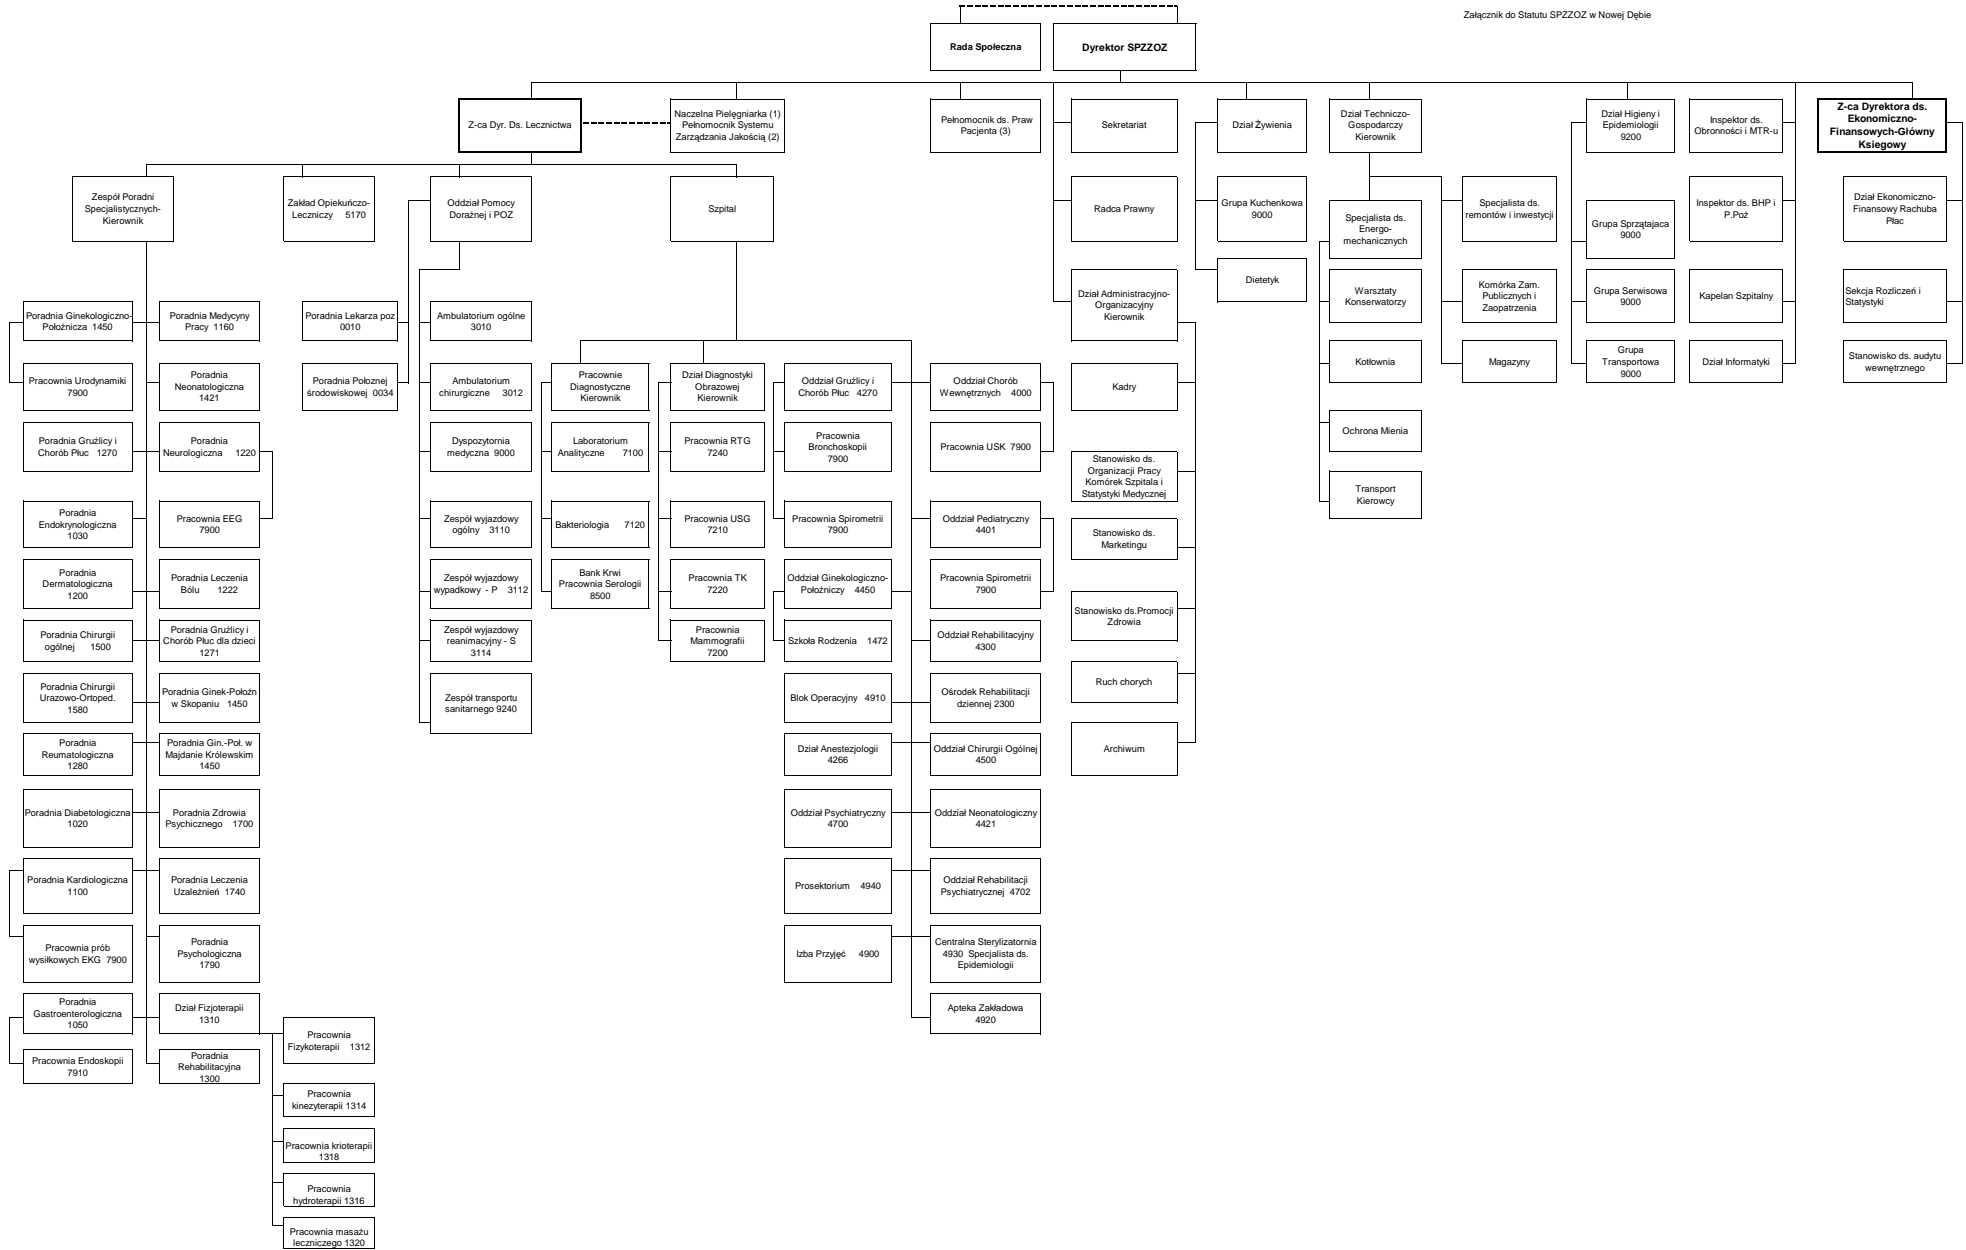 Załącznik do Statutu SPZZOZ w Nowej Dębie
Rada Społeczna
Dyrektor SPZZOZ
Z-ca Dyr. Ds. Lecznictwa
Naczelna Pielęgniarka (1)
Pełnomocnik Systemu
Zarządzania Jakością (2)
Pełnomocnik ds. Praw
Pacjenta (3)
Sekretariat
Dział Żywienia
Dział Techniczo-
Gospodarczy
Kierownik
Dział Higieny i
Epidemiologii
9200
Inspektor ds.
Obronności i MTR-u
Z-ca Dyrektora ds.
Ekonomiczno-
Finansowych-Główny
Ksiegowy
Zespół Poradni
Specjalistycznych-
Kierownik
Zakład Opiekuńczo-
Leczniczy 5170
Oddział Pomocy
Doraźnej i POZ
Szpital
Radca Prawny
Grupa Kuchenkowa
9000
Specjalista ds.
Energo-
mechanicznych
Specjalista ds.
remontów i inwestycji
Grupa Sprzątajaca
9000
Inspektor ds. BHP i
P.Poż
Dział Ekonomiczno-
Finansowy Rachuba
Płac
Dietetyk
Dział Administracyjno-
Organizacyjny
Kierownik
Warsztaty
Konserwatorzy
Komórka Zam.
Publicznych i
Zaopatrzenia
Grupa Serwisowa
9000
Kapelan Szpitalny
Sekcja Rozliczeń i
Statystyki
Poradnia Ginekologiczno-
Położnicza 1450
Poradnia Medycyny
Pracy 1160
Poradnia Lekarza poz
0010
Ambulatorium ogólne
3010
Kotłownia
Magazyny
Grupa
Transportowa
9000
Dział Informatyki
Stanowisko ds. audytu
wewnętrznego
Pracownia Urodynamiki
7900
Poradnia
Neonatologiczna
1421
Poradnia Położnej
środowiskowej 0034
Ambulatorium
chirurgiczne 3012
Pracownie
Diagnostyczne
Kierownik
Dział Diagnostyki
Obrazowej
Kierownik
Oddział Gruźlicy i
Chorób Płuc 4270
Oddział Chorób
Wewnętrznych 4000
Kadry
Poradnia Gruźlicy i
Chorób Płuc 1270
Poradnia
Neurologiczna 1220
Dyspozytornia
medyczna 9000
Laboratorium
Analityczne 7100
Pracownia RTG
7240
Pracownia
Bronchoskopii
7900
Pracownia USK 7900
Stanowisko ds.
Organizacji Pracy
Komórek Szpitala i
Statystyki Medycznej
Ochrona Mienia
Transport
Kierowcy
Poradnia
Endokrynologiczna
1030
Pracownia EEG
7900
Zespół wyjazdowy
ogólny 3110
Bakteriologia 7120
Pracownia USG
7210
Pracownia Spirometrii
7900
Oddział Pediatryczny
4401
Stanowisko ds.
Marketingu
Poradnia
Dermatologiczna
1200
Poradnia Leczenia
Bólu 1222
Zespół wyjazdowy
wypadkowy - P 3112
Bank Krwi
Pracownia Serologii
8500
Pracownia TK
7220
Oddział Ginekologiczno-
Położniczy 4450
Pracownia Spirometrii
7900
Stanowisko ds.Promocji
Zdrowia
Poradnia Chirurgii
ogólnej 1500
Poradnia Gruźlicy i
Chorób Płuc dla dzieci
1271
Zespół wyjazdowy
reanimacyjny - S
3114
Pracownia
Mammografii
7200
Szkoła Rodzenia 1472
Oddział Rehabilitacyjny
4300
Ruch chorych
Poradnia Chirurgii
Urazowo-Ortoped.
1580
Poradnia Ginek-Położn
w Skopaniu 1450
Zespół transportu
sanitarnego 9240
Blok Operacyjny 4910
Ośrodek Rehabilitacji
dziennej 2300
Archiwum
Poradnia
Reumatologiczna
1280
Poradnia Gin.-Poł. w
Majdanie Królewskim
1450
Dział Anestezjologii
4266
Oddział Chirurgii Ogólnej
4500
Poradnia Diabetologiczna
1020
Poradnia Zdrowia
Psychicznego 1700
Oddział Psychiatryczny
4700
Oddział Neonatologiczny
4421
Poradnia Kardiologiczna
1100
Poradnia Leczenia
Uzależnień 1740
Prosektorium 4940
Oddział Rehabilitacji
Psychiatrycznej 4702
Pracownia prób
wysiłkowych EKG 7900
Poradnia
Psychologiczna
1790
Izba Przyjęć 4900
Centralna Sterylizatornia
4930 Specjalista ds.
Epidemiologii
Poradnia
Gastroenterologiczna
1050
Dział Fizjoterapii
1310
Apteka Zakładowa
4920
Pracownia
Fizykoterapii 1312
Pracownia Endoskopii
7910
Poradnia
Rehabilitacyjna
1300
Pracownia
kinezyterapii 1314
Pracownia krioterapii
1318
Pracownia
hydroterapii 1316
Pracownia masażu
leczniczego 1320